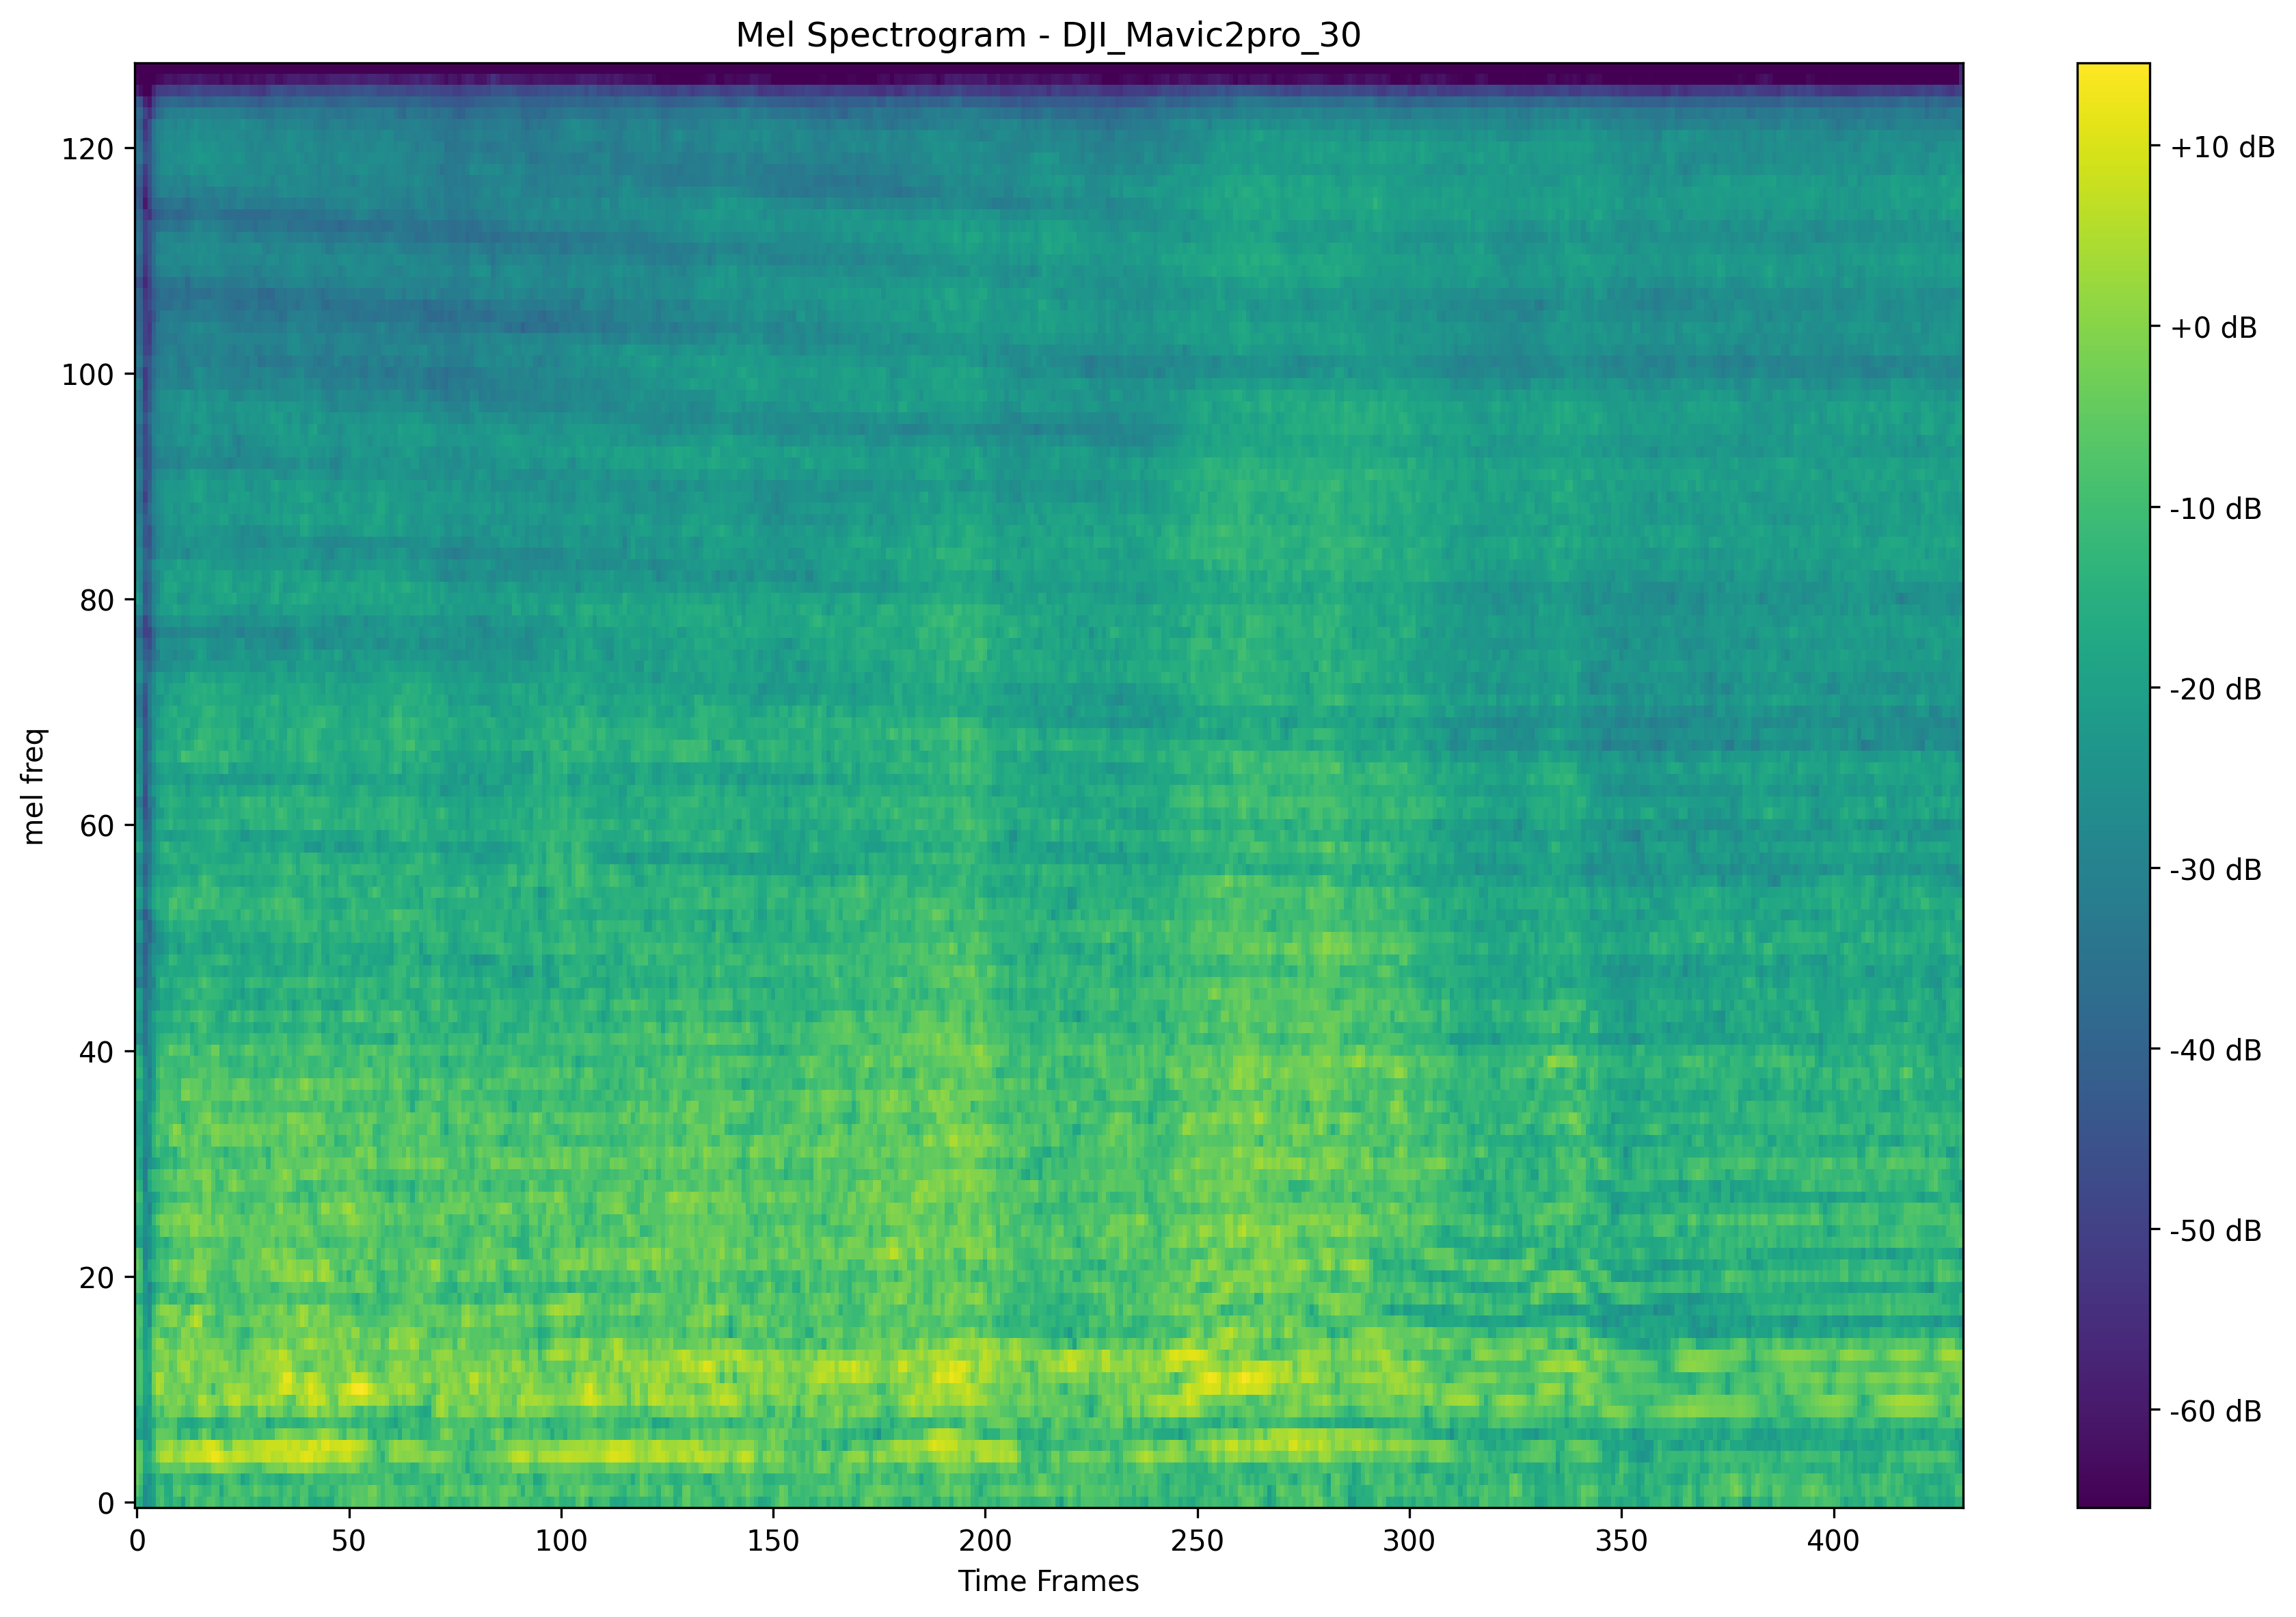 Mel Spectrogram - DJI_Mavic2pro_30
mel freq
120
100
80
60
40
20
0
0 50 100 150 200 250 300 350 400
Time Frames
+10 dB
+0 dB
-10 dB
-20 dB
-30 dB
-40 dB
-50 dB
-60 dB